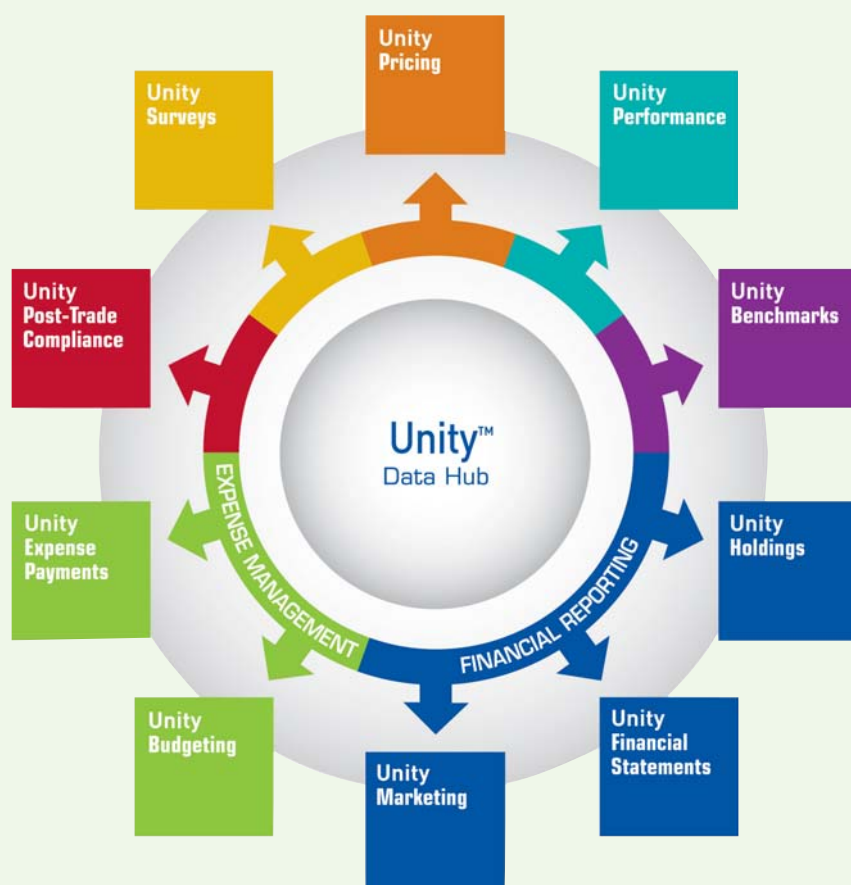 Unity
Pricing
Unity
Surveys
Unity
Performance
Unity
Post-Trade
Compliance
Unity
Benchmarks
Unity™
Data Hub
EXPENSE MANAGEMENT
FINANCIAL REPORTING
Unity
Expense
Payments
Unity
Holdings
Unity
Budgeting
Unity
Marketing
Unity
Financial
Statements